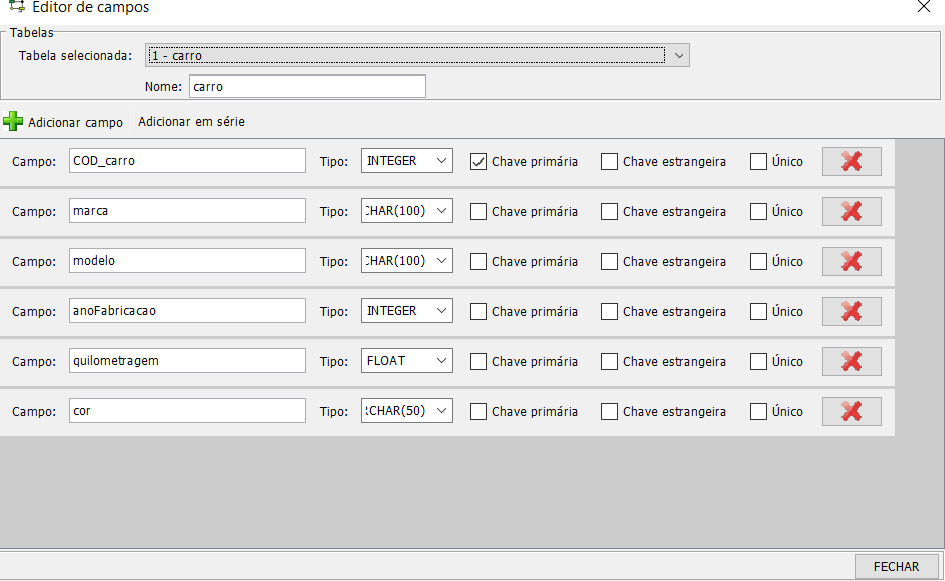 Editor de campos
Tabelas
Tabela selecionada: 1 - carro
Nome: carro
Adicionar campo Adicionar em série
Campo: COD_carro Tipo: INTEGER Chave primária Chave estrangeira Único
Campo: marca Tipo: CHAR(100) Chave primária Chave estrangeira Único
Campo: modelo Tipo: CHAR(100) Chave primária Chave estrangeira Único
Campo: anoFabricacao Tipo: INTEGER Chave primária Chave estrangeira Único
Campo: quilometragem Tipo: FLOAT Chave primária Chave estrangeira Único
Campo: cor Tipo: RCHAR(50) Chave primária Chave estrangeira Único
FECHAR